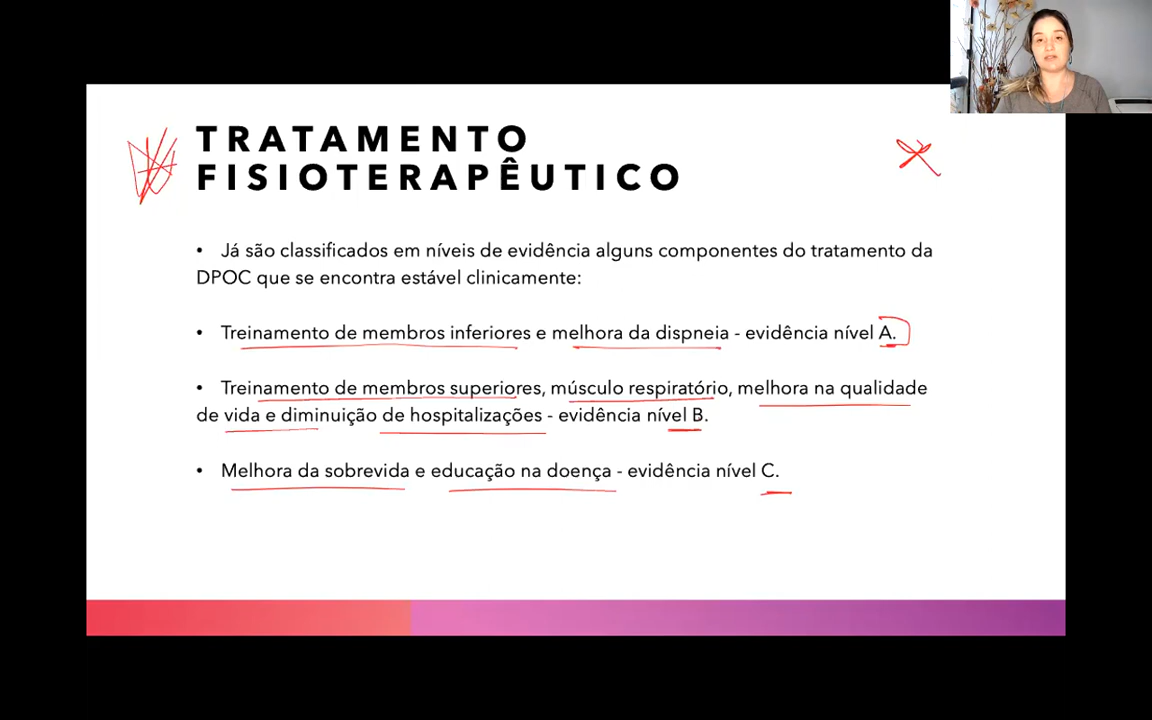 TRATAMENTO
FISIOTERAPÊUTICO
• Já são classificados em níveis de evidência alguns componentes do tratamento da
DPOC que se encontra estável clinicamente:
• Treinamento de membros inferiores e melhora da dispneia - evidência nível A.
• Treinamento de membros superiores, músculo respiratório, melhora na qualidade
de vida e diminuição de hospitalizações - evidência nível B.
• Melhora da sobrevida e educação na doença - evidência nível C.